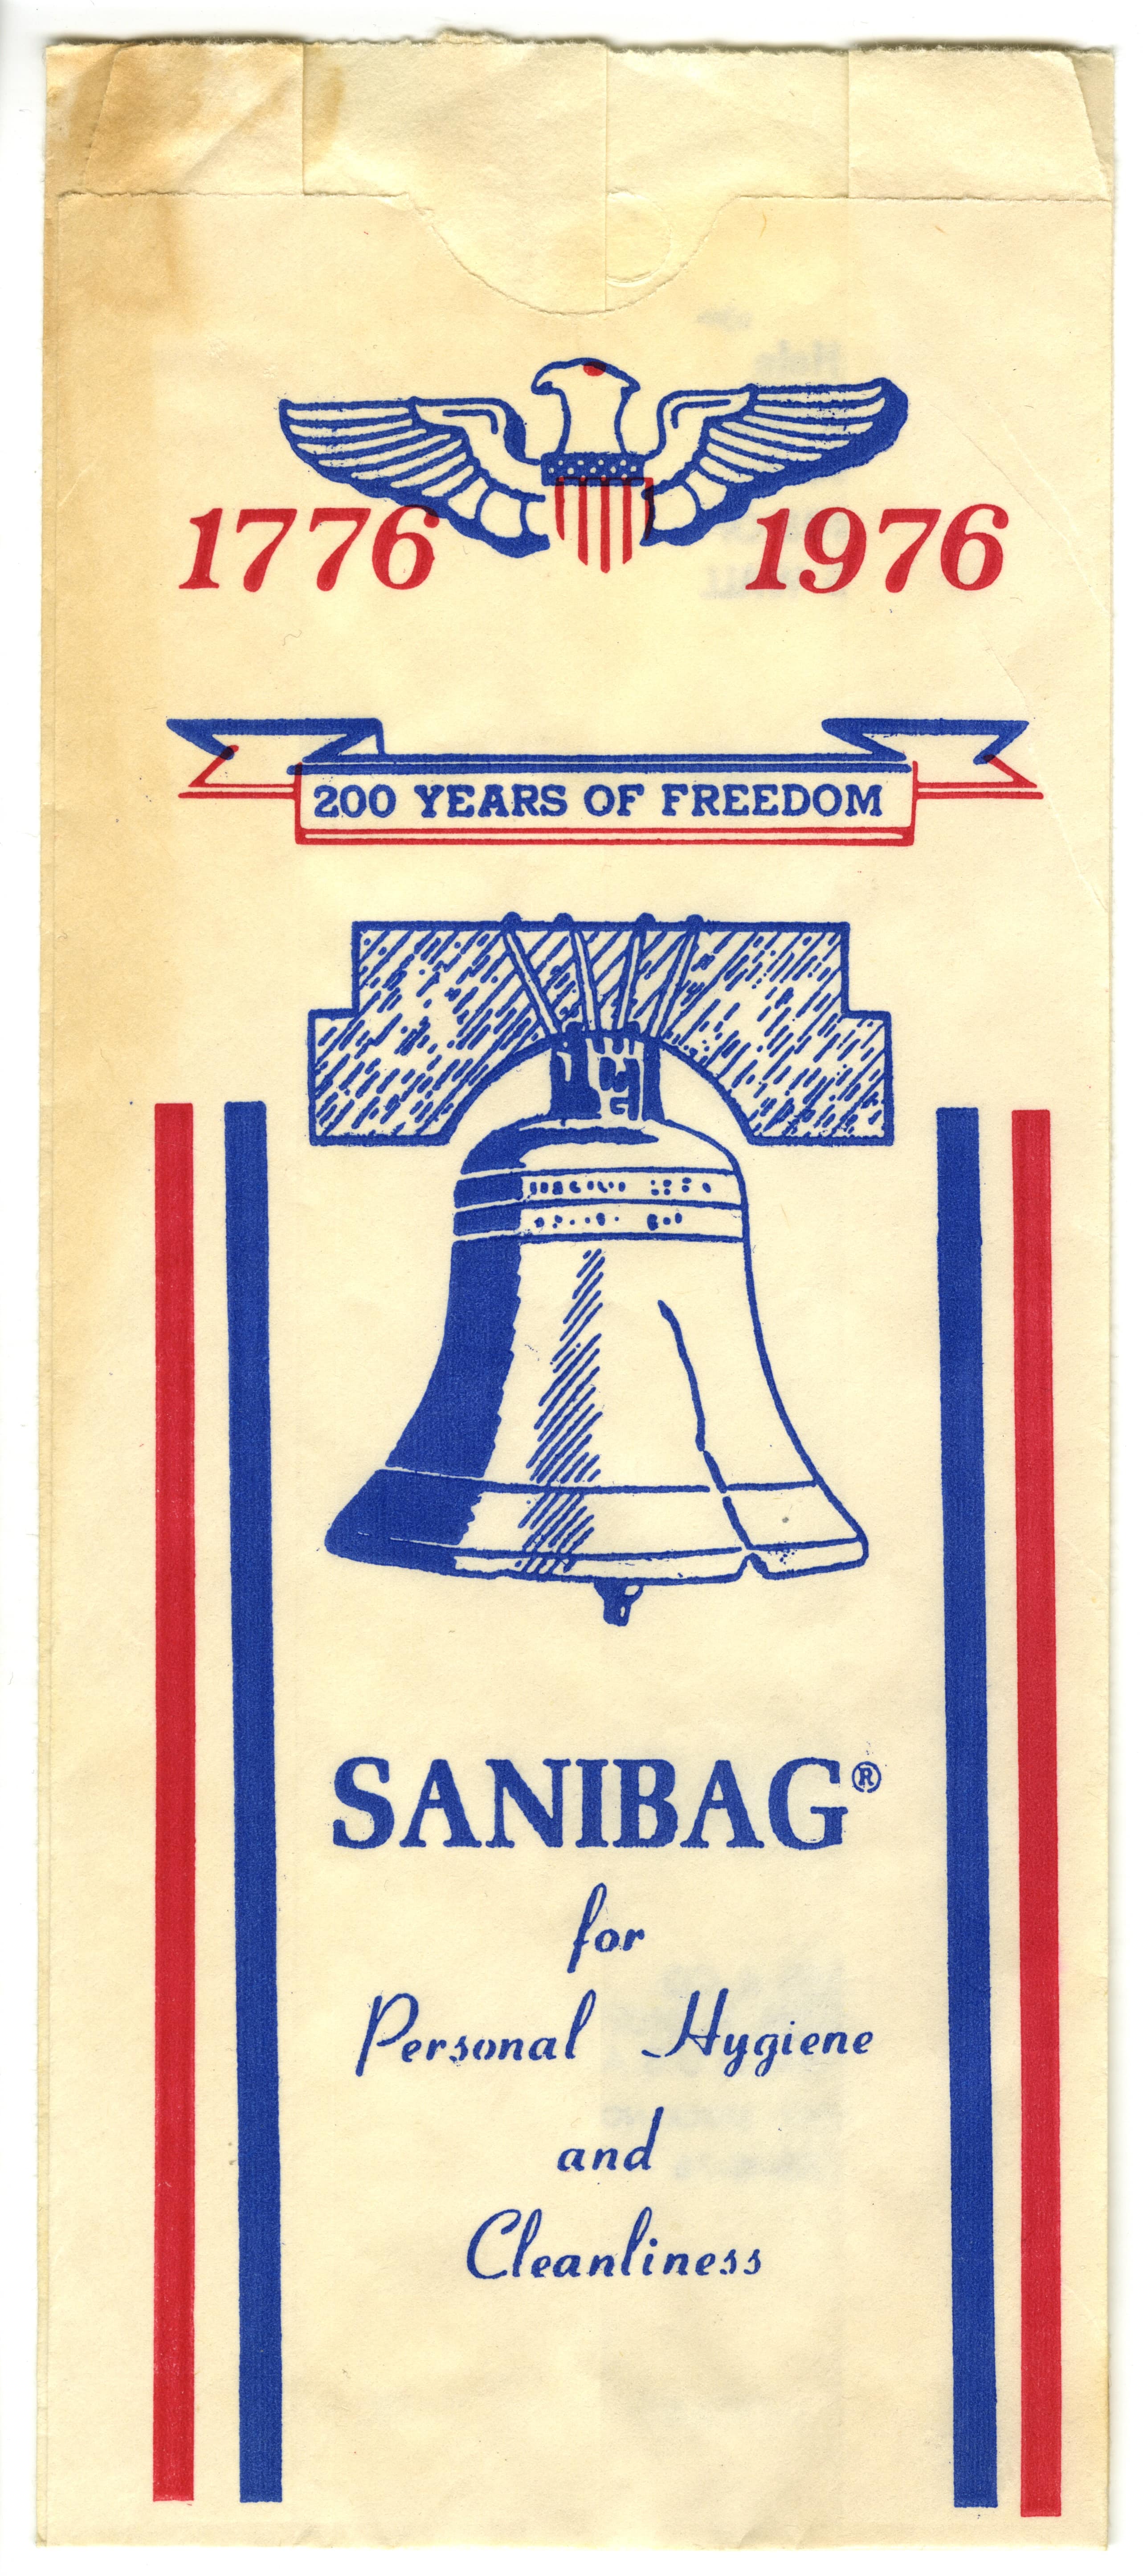 1776 1976
200 YEARS OF FREEDOM
SANIBAG®
for
Personal Hygiene
and
Cleanliness